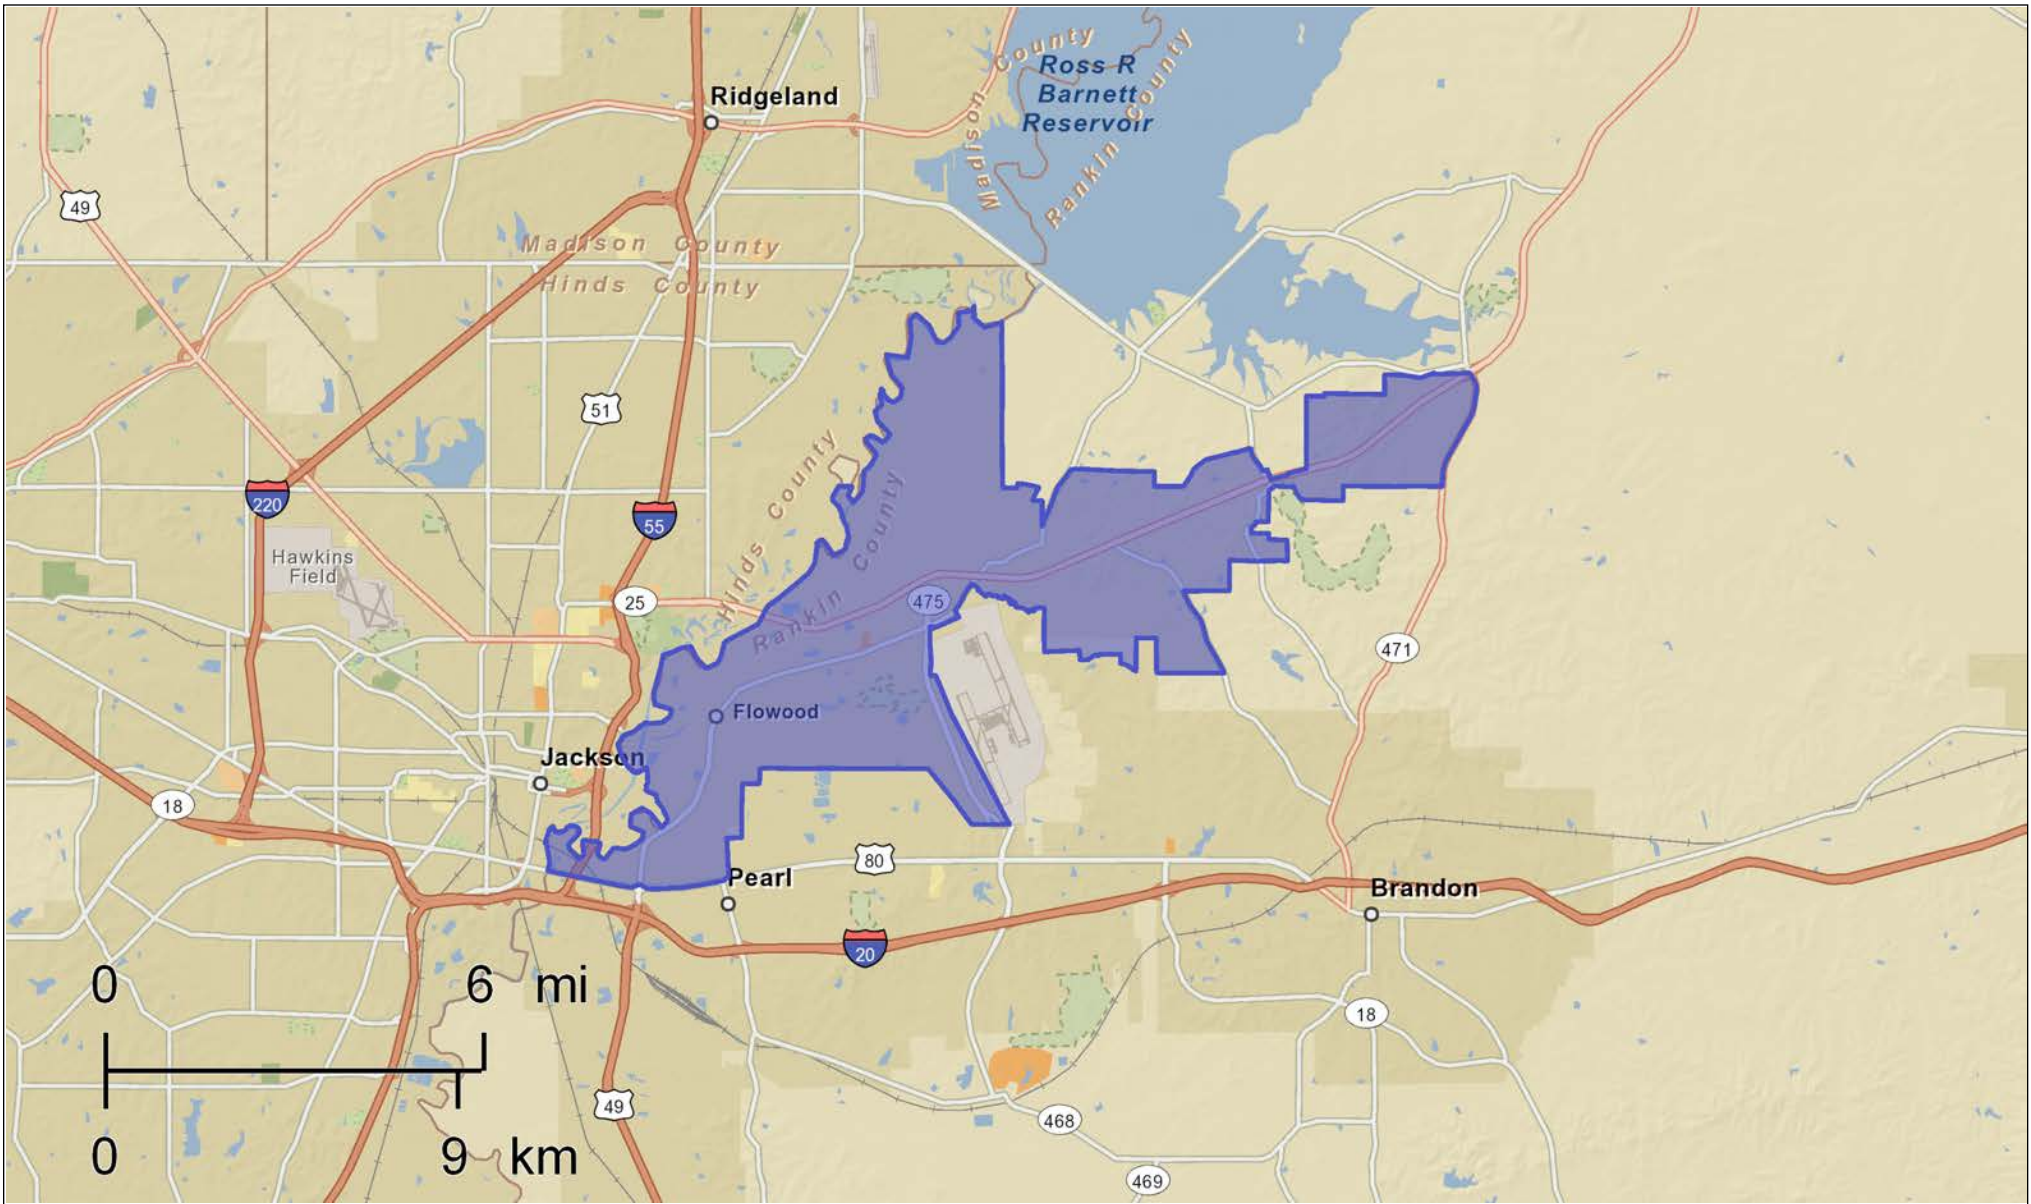 Ridgeland
County
Ross R
Barnett
Reservoir
Madison
Rankin County
49
Madison County
Hinds County
51
220
55
Hawkins
Field
Hinds County
Rankin County
25
475
471
Flowood
Jackson
18
80
Pearl
Brandon
20
0 6 mi
18
49
468
0 9 km
469